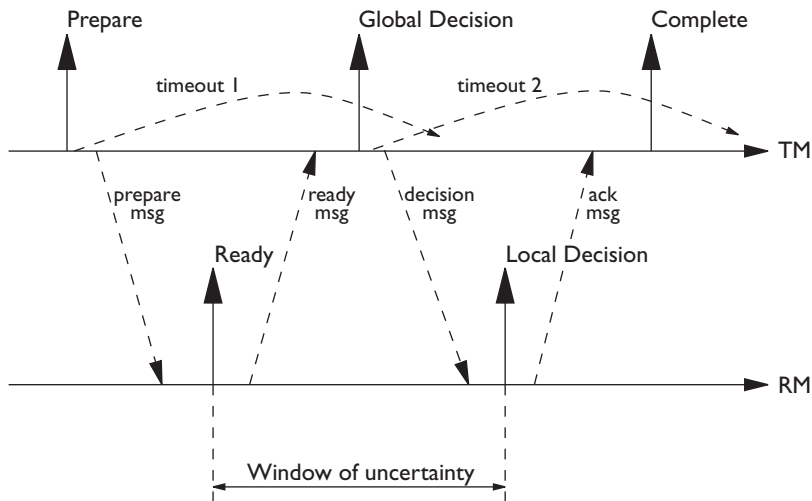 Prepare
Global Decision
Complete
timeout 1
timeout 2
TM
prepare
msg
ready
msg
decision
msg
ack
msg
Ready
Local Decision
RM
Window of uncertainty